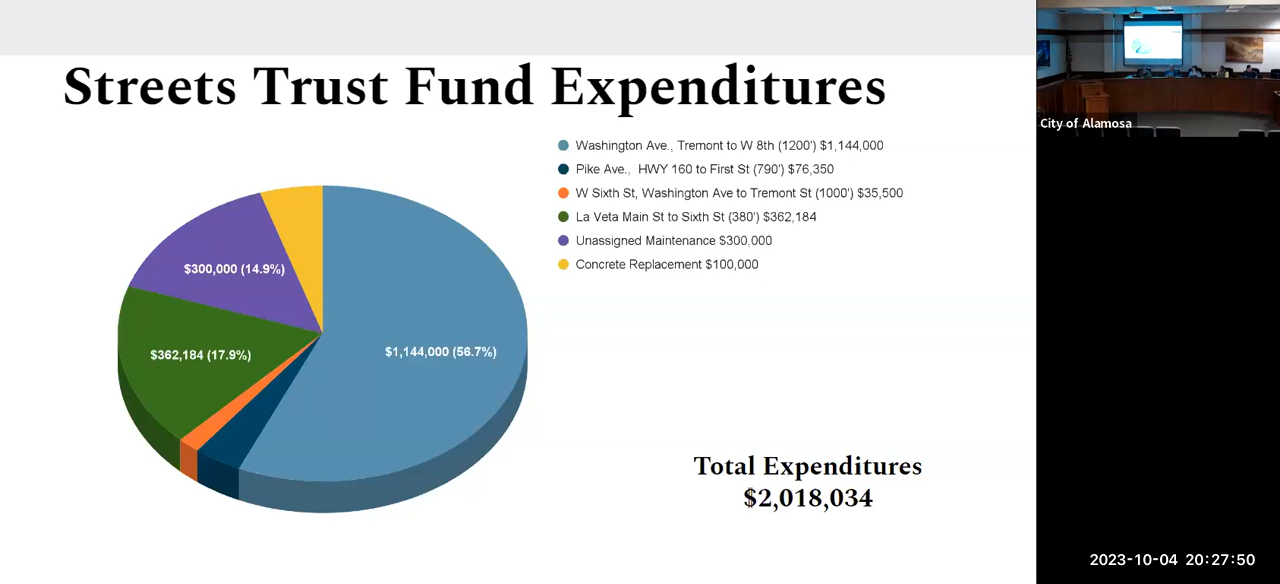 Streets Trust Fund Expenditures
City of Alamosa
Washington Ave., Tremont to W 8th (1200') $1,144,000
Pike Ave., HWY 160 to First St (790') $76,350
W Sixth St, Washington Ave to Tremont St (1000') $35,500
La Veta Main St to Sixth St (380') $362,184
Unassigned Maintenance $300,000
Concrete Replacement $100,000
$300,000 (14.9%)
$362,184 (17.9%)
$1,144,000 (56.7%)
Total Expenditures
$2,018,034
2023-10-04 20:27:50